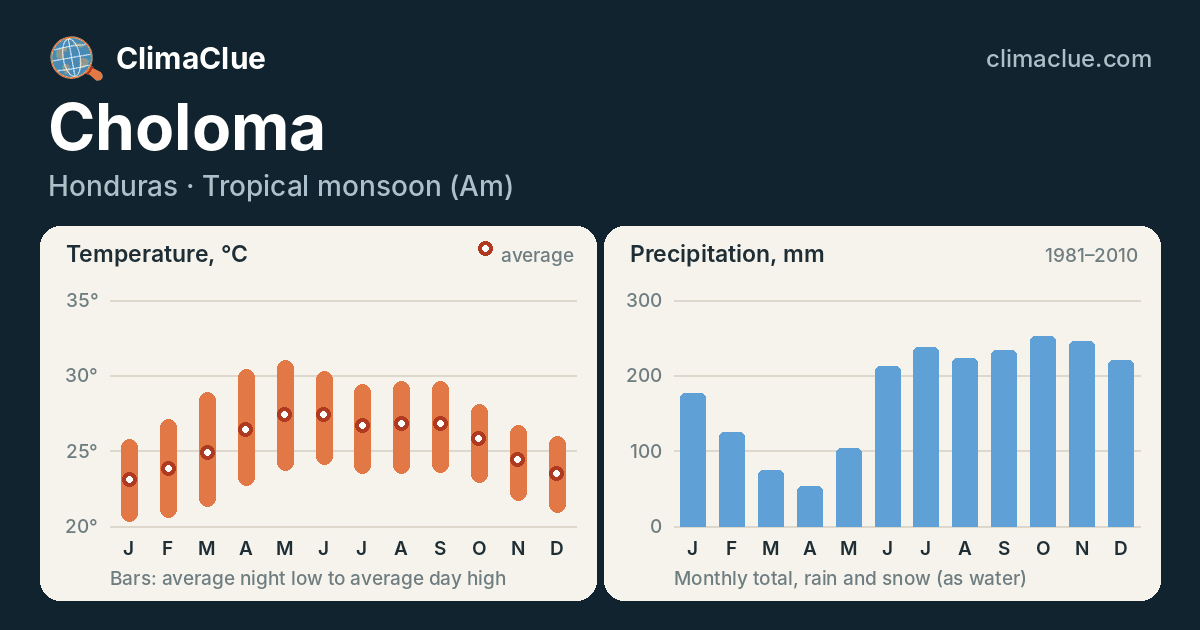 ClimaClue
climaclue.com
Choloma
Honduras · Tropical monsoon (Am)
Temperature, °C
average
35°
30°
25°
20°
J F M A M J J A S O N D
Bars: average night low to average day high
Precipitation, mm
1981–2010
300
200
100
0
J F M A M J J A S O N D
Monthly total, rain and snow (as water)